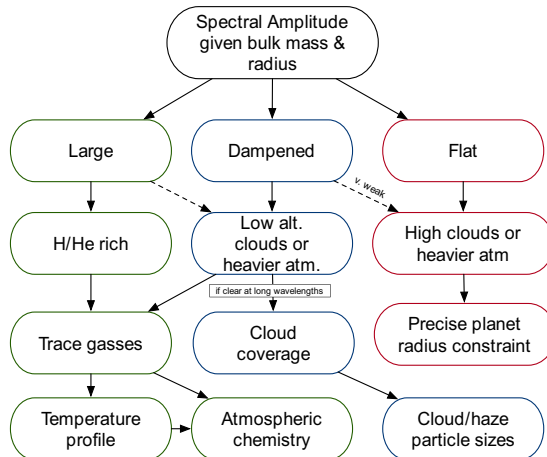 Spectral Amplitude
given bulk mass &
radius
Large
Dampened
Flat
v. weak
H/He rich
Low alt.
clouds or
heavier atm.
High clouds or
heavier atm
if clear at long wavelengths
Trace gasses
Cloud
coverage
Precise planet
radius constraint
Temperature
profile
Atmospheric
chemistry
Cloud/haze
particle sizes